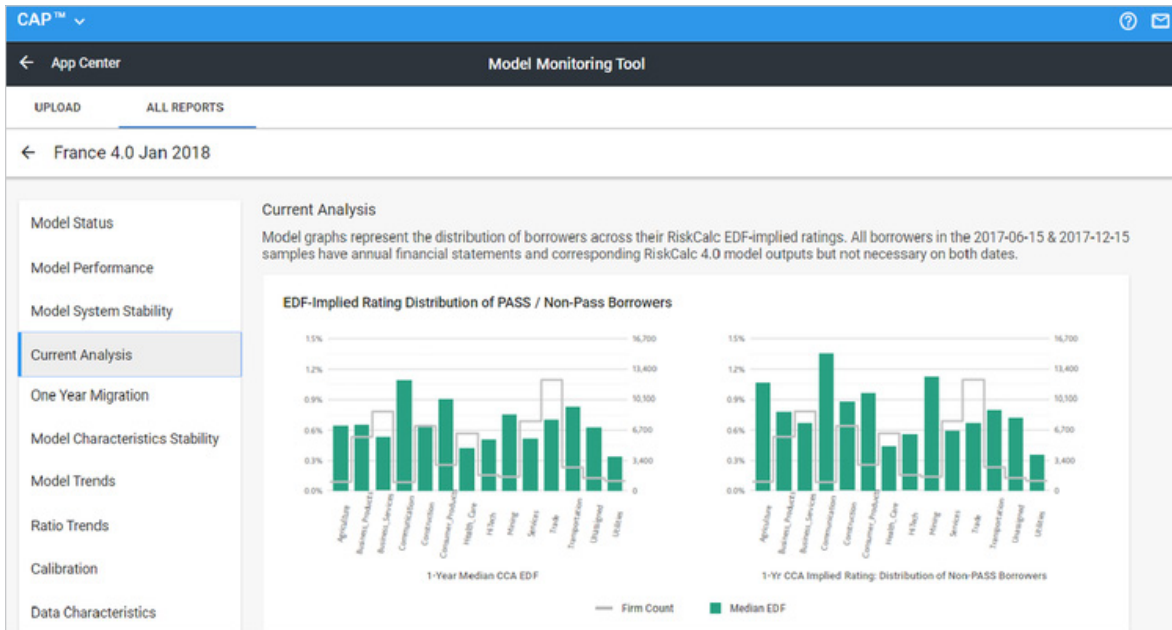 CAP™
App Center
Model Monitoring Tool
UPLOAD
ALL REPORTS
France 4.0 Jan 2018
Model Status
Model Performance
Model System Stability
Current Analysis
One Year Migration
Model Characteristics Stability
Model Trends
Ratio Trends
Calibration
Data Characteristics
Current Analysis
Model graphs represent the distribution of borrowers across their RiskCalc EDF-implied ratings. All borrowers in the 2017-06-15 & 2017-12-15
samples have annual financial statements and corresponding RiskCalc 4.0 model outputs but not necessary on both dates.
EDF-Implied Rating Distribution of PASS / Non-Pass Borrowers
1.5%
1.2%
0.9%
0.6%
0.3%
0.0%
16,700
13,400
10,500
6,700
3,400
0
Agriculture
Business_Products
Business_Services
Communication
Construction
Consumer_Products
Health_Care
HiTech
Mining
Services
Trade
Transportation
Unassigned
Utilities
1-Year Median CCA EDF
1.5%
1.2%
0.9%
0.6%
0.3%
0.0%
16,700
13,400
10,500
6,700
3,400
0
Agriculture
Business_Products
Business_Services
Communication
Construction
Consumer_Products
Health_Care
HiTech
Mining
Services
Trade
Transportation
Unassigned
Utilities
1-Yr CCA Implied Rating: Distribution of Non-PASS Borrowers
Firm Count
Median EDF